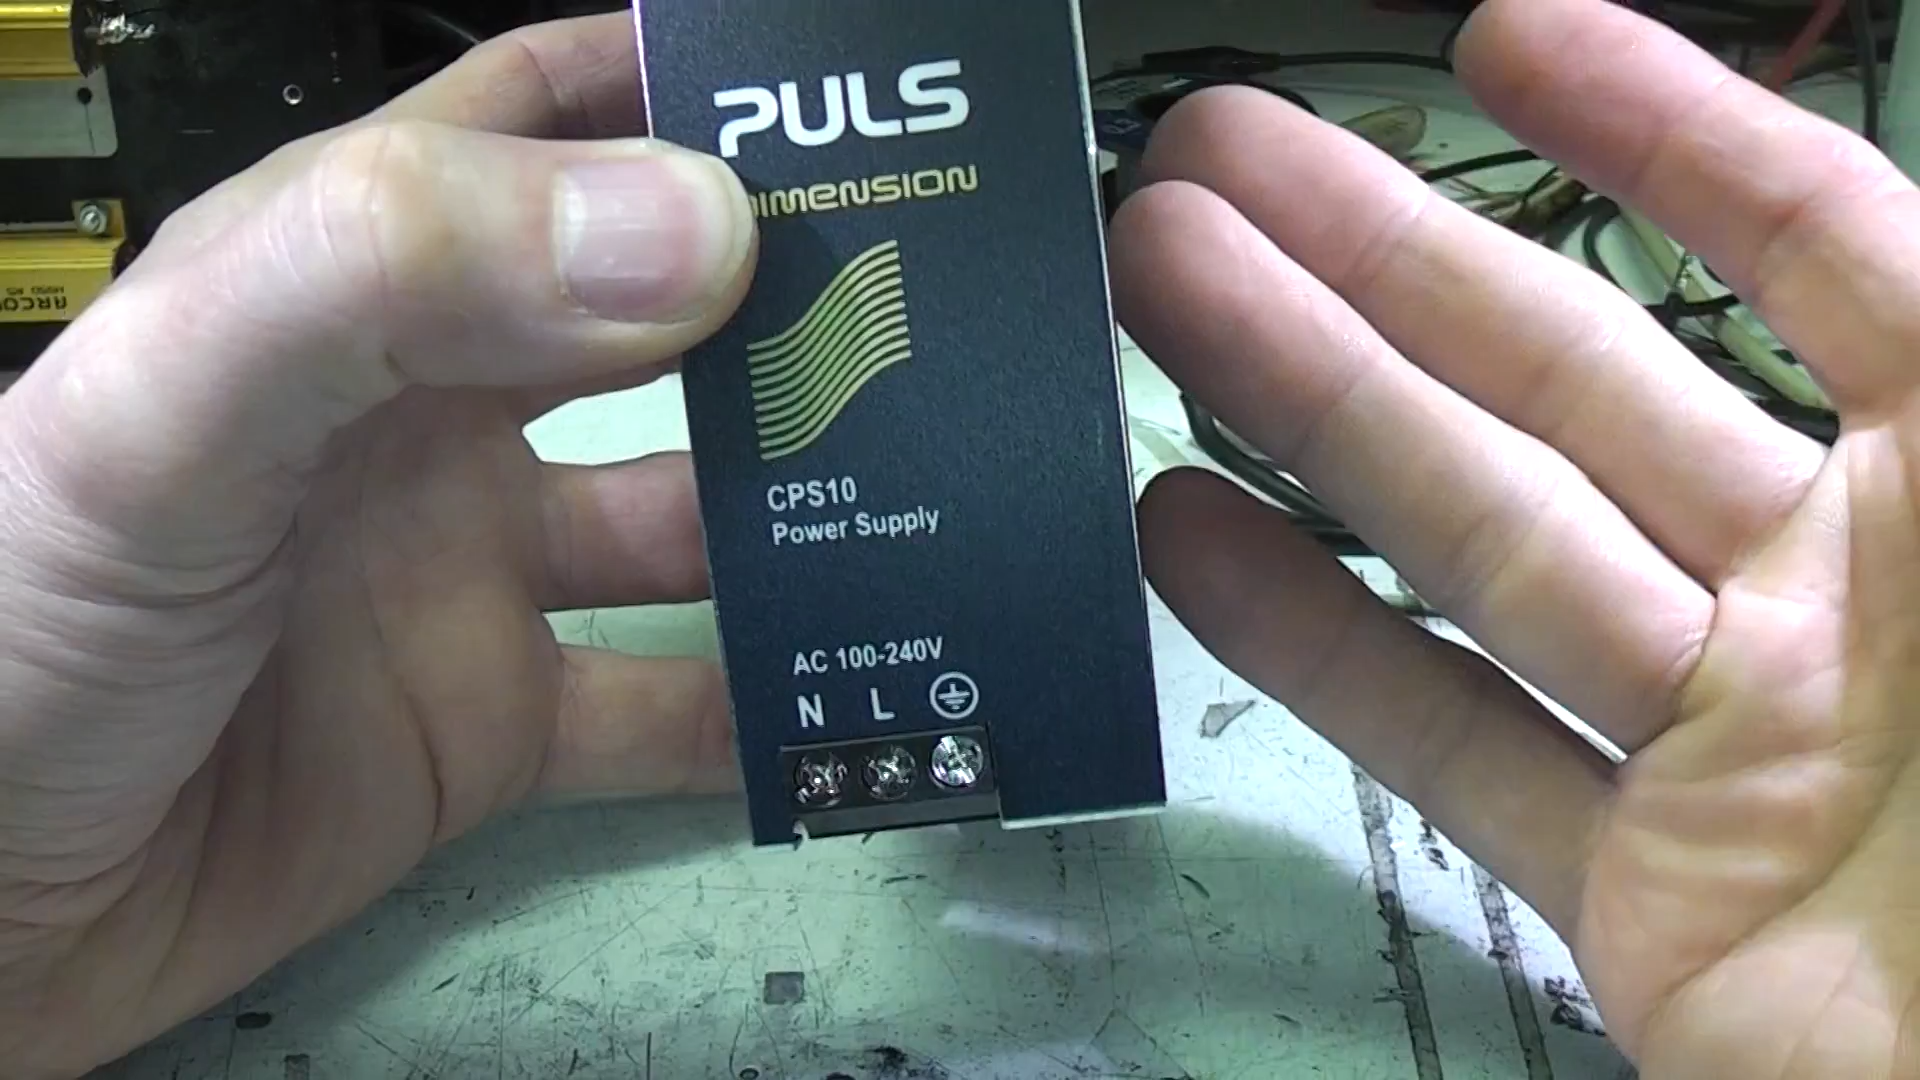 PULS
DIMENSION
CPS10
Power Supply
AC 100-240V
N L